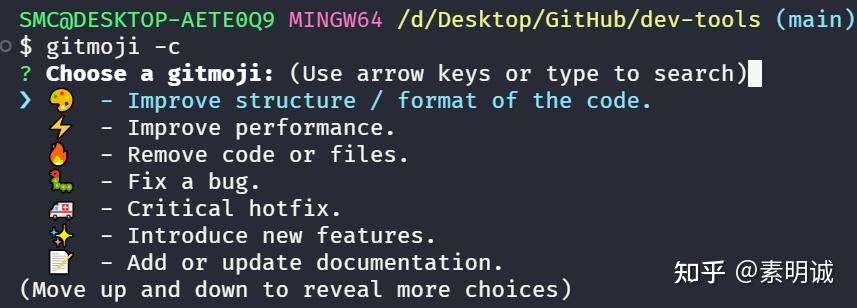 SMC@DESKTOP-AETE0Q9 MINGW64 /d/Desktop/GitHub/dev-tools (main)
$ gitmoji -c
? Choose a gitmoji: (Use arrow keys or type to search)
❯ 🎨 - Improve structure / format of the code.
⚡ - Improve performance.
🔥 - Remove code or files.
🐛 - Fix a bug.
🚑 - Critical hotfix.
✨ - Introduce new features.
📝 - Add or update documentation.
(Move up and down to reveal more choices)
知乎 @素明诚